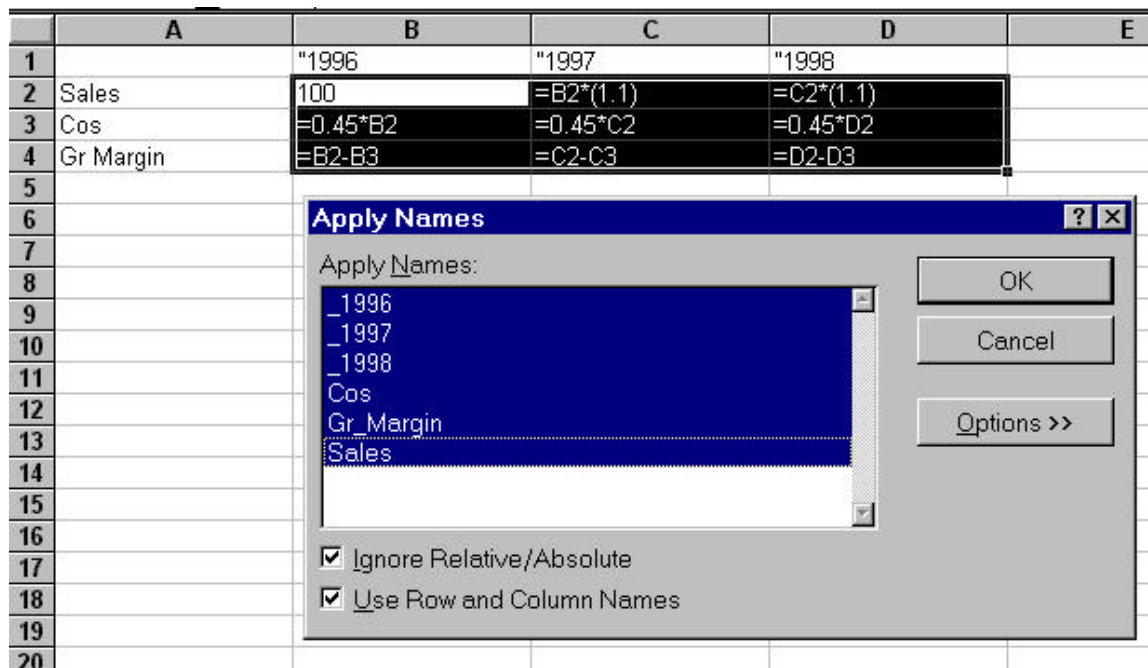 A B C D E
1 "1996 "1997 "1998
2 Sales 100 =B2*(1.1) =C2*(1.1)
3 Cos =0.45*B2 =0.45*C2 =0.45*D2
4 Gr Margin =B2-B3 =C2-C3 =D2-D3
5
6
7
8
9
10
11
12
13
14
15
16
17
18
19
20
Apply Names
?
Apply Names:
_1996
_1997
_1998
Cos
Gr_Margin
Sales
OK
Cancel
Options >>
Ignore Relative/Absolute
Use Row and Column Names